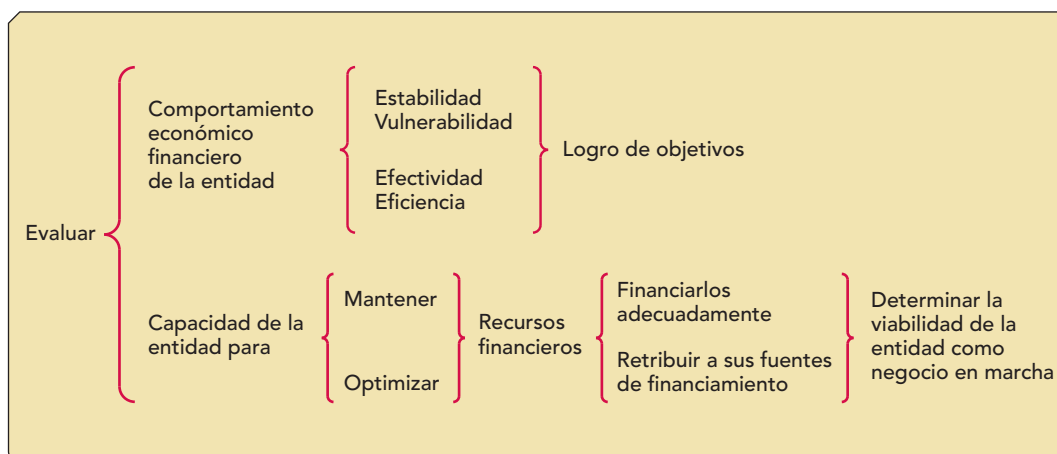 Evaluar
Comportamiento
económico
financiero
de la entidad
Estabilidad
Vulnerabilidad
Efectividad
Eficiencia
Logro de objetivos
Capacidad de la
entidad para
Mantener
Optimizar
Recursos
financieros
Financiarlos
adecuadamente
Retribuir a sus fuentes
de financiamiento
Determinar la
viabilidad de la
entidad como
negocio en marcha